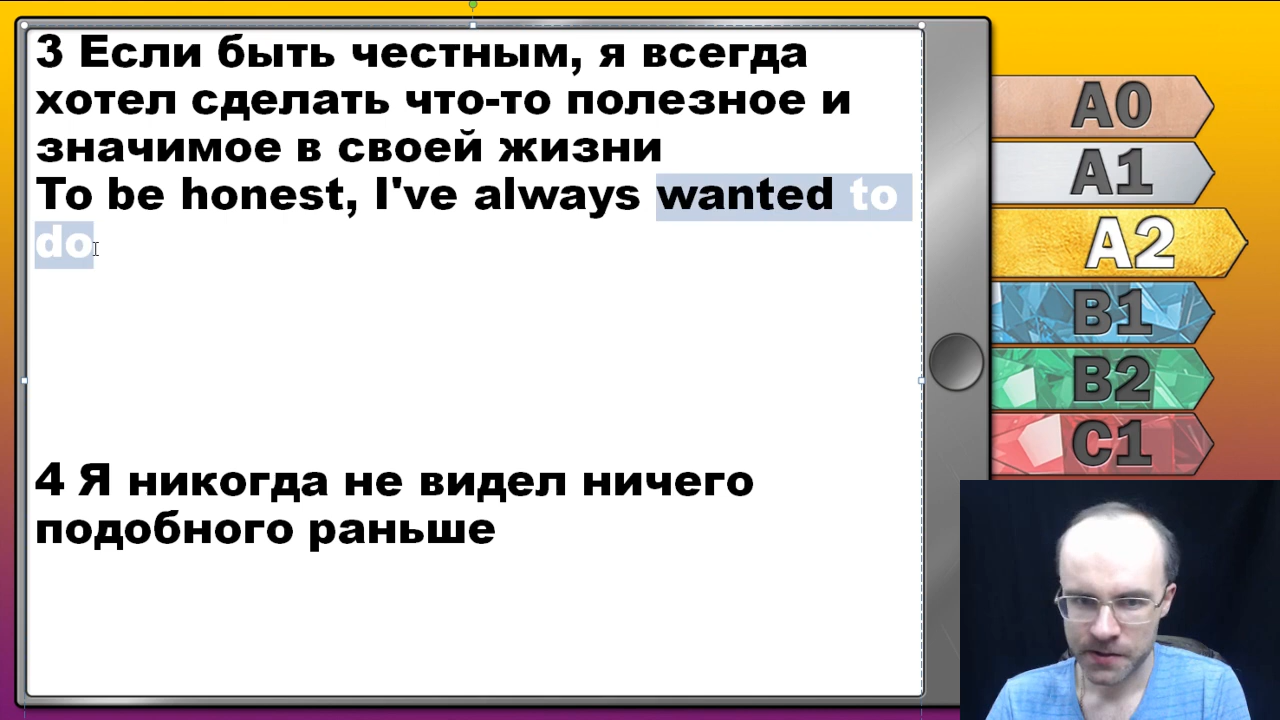 3 Если быть честным, я всегда
хотел сделать что-то полезное и
значимое в своей жизни
To be honest, I've always wanted to
do
4 Я никогда не видел ничего
подобного раньше
A0
A1
A2
B1
B2
C1